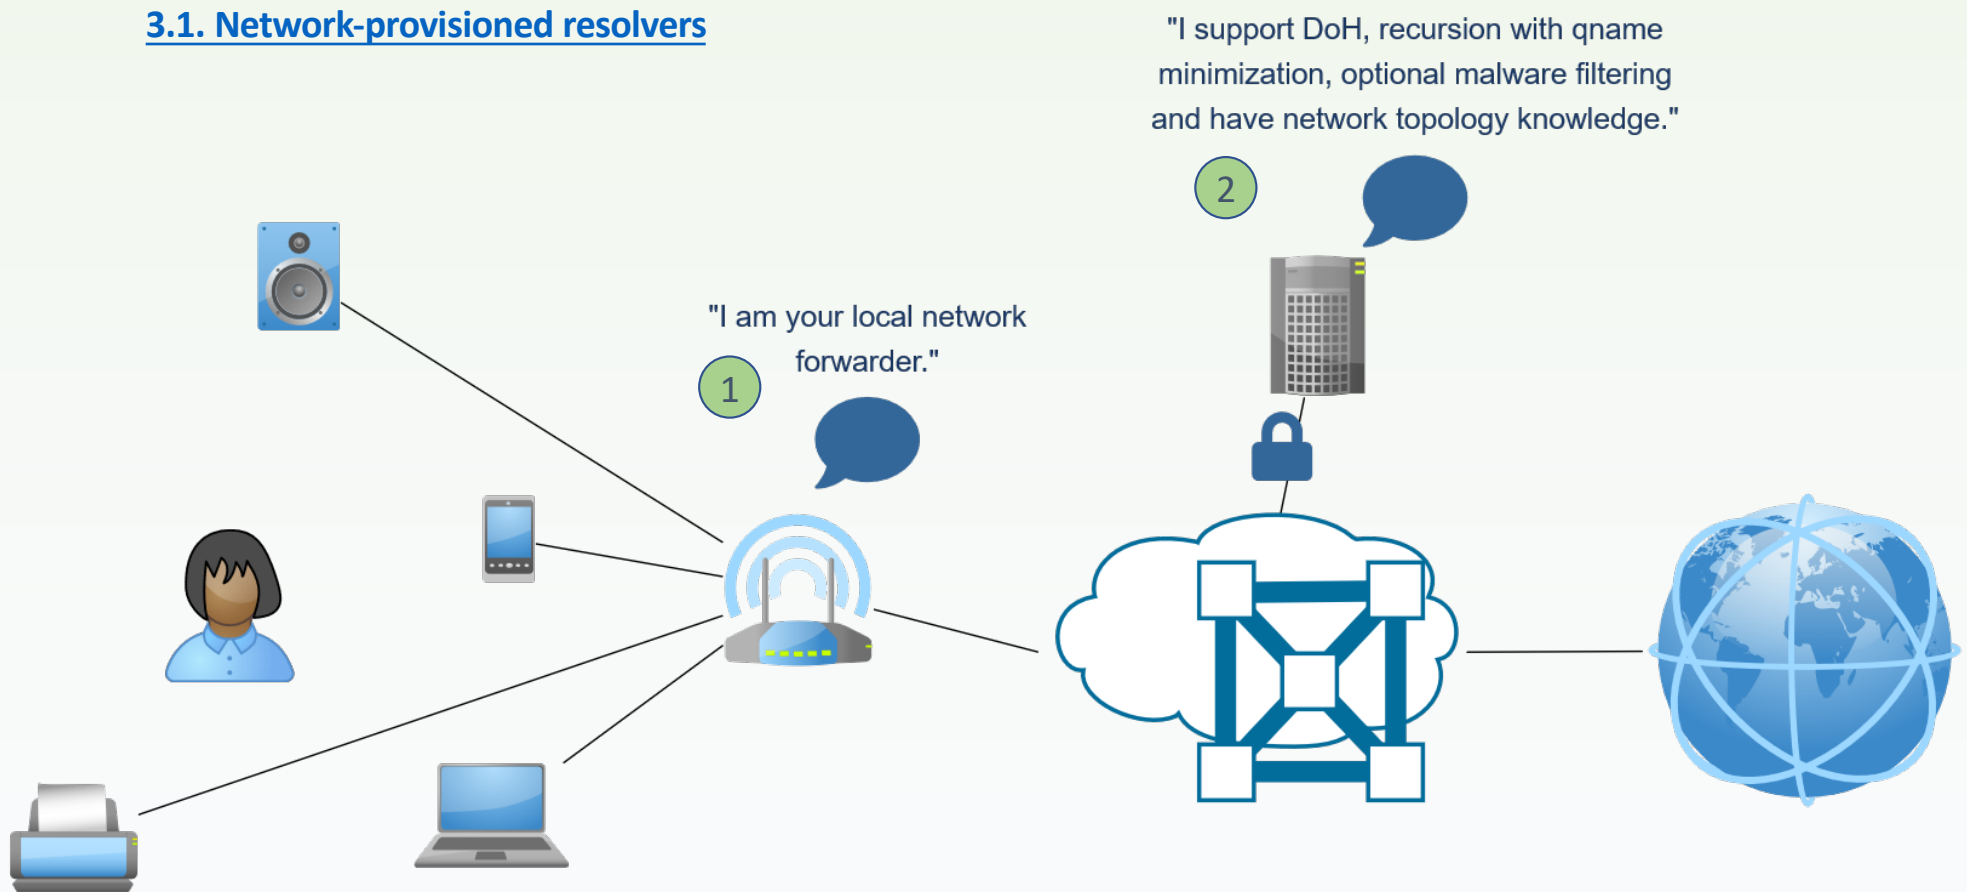 3.1. Network-provisioned resolvers
"I support DoH, recursion with qname
minimization, optional malware filtering
and have network topology knowledge."
2
"I am your local network
forwarder."
1